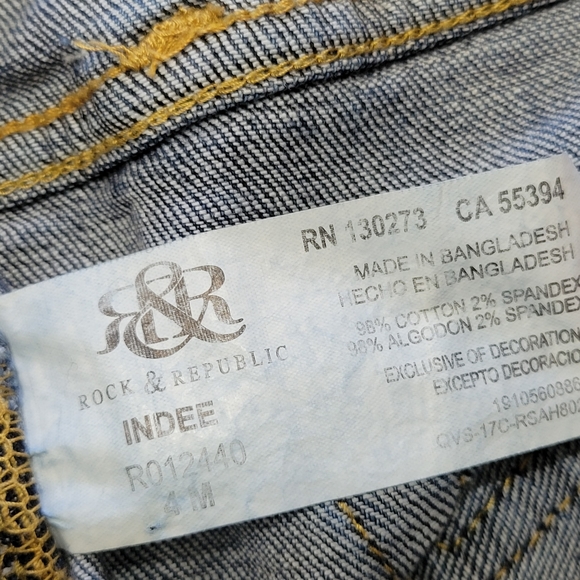 R&R
ROCK & REPUBLIC
INDEE
R012440
4 M
RN 130273 CA 55394
MADE IN BANGLADESH
HECHO EN BANGLADESH
98% COTTON 2% SPANDEX
98% ALGODON 2% SPANDEX
EXCLUSIVE OF DECORATION
EXCEPTO DECORACIO